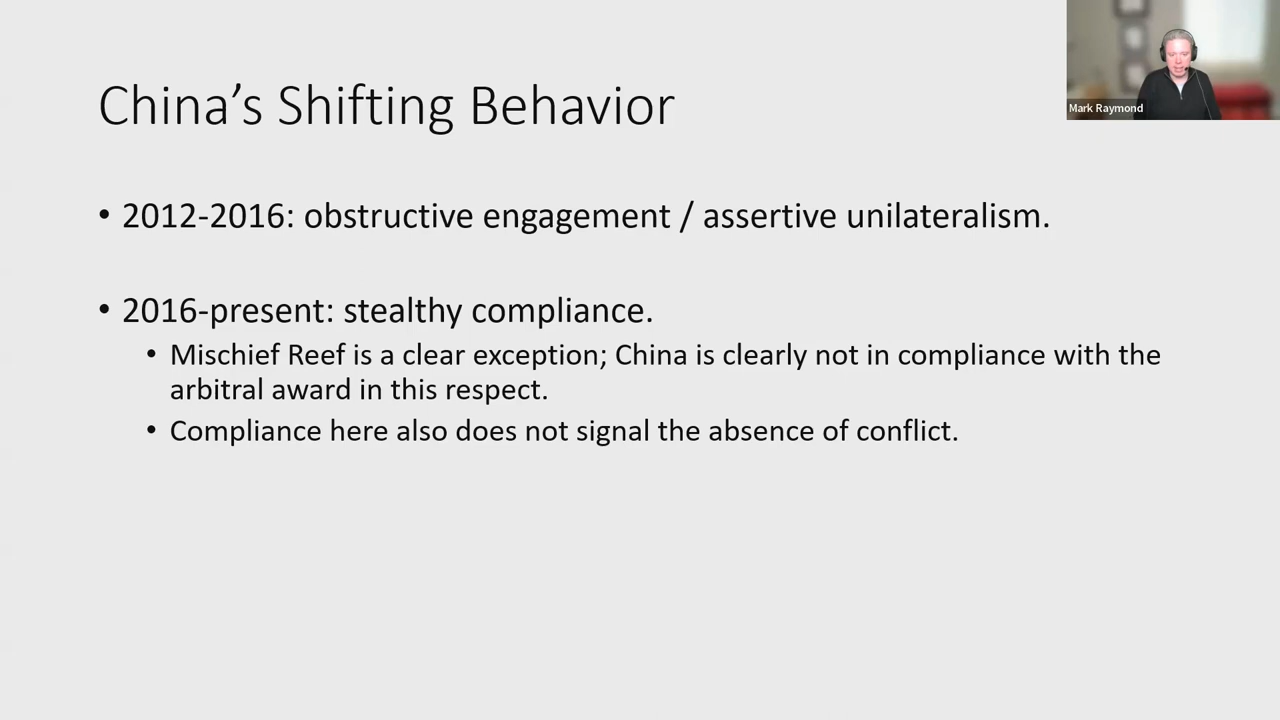 China's Shifting Behavior
Mark Raymond
• 2012-2016: obstructive engagement / assertive unilateralism.
• 2016-present: stealthy compliance.
• Mischief Reef is a clear exception; China is clearly not in compliance with the
arbitral award in this respect.
• Compliance here also does not signal the absence of conflict.